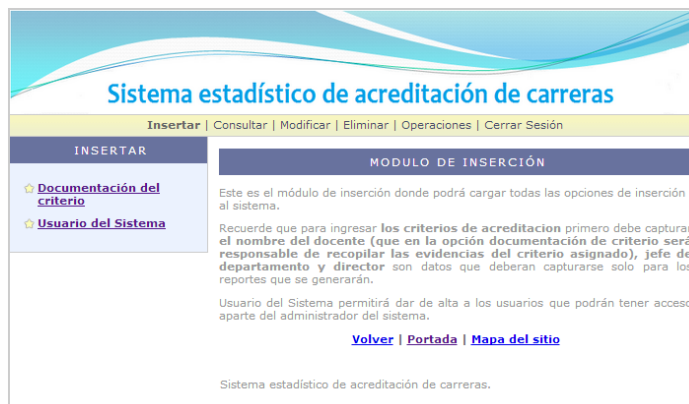 Sistema estadístico de acreditación de carreras
Insertar | Consultar | Modificar | Eliminar | Operaciones | Cerrar Sesión
INSERTAR
Documentación del
criterio
Usuario del Sistema
MODULO DE INSERCIÓN
Este es el módulo de inserción donde podrá cargar todas las opciones de inserción
al sistema.
Recuerde que para ingresar los criterios de acreditacion primero debe capturar
el nombre del docente (que en la opción documentación de criterio será
responsable de recopilar las evidencias del criterio asignado), jefe de
departamento y director son datos que deberan capturarse solo para los
reportes que se generarán.
Usuario del Sistema permitirá dar de alta a los usuarios que podrán tener acceso
aparte del administrador del sistema.
Volver | Portada | Mapa del sitio
Sistema estadístico de acreditación de carreras.